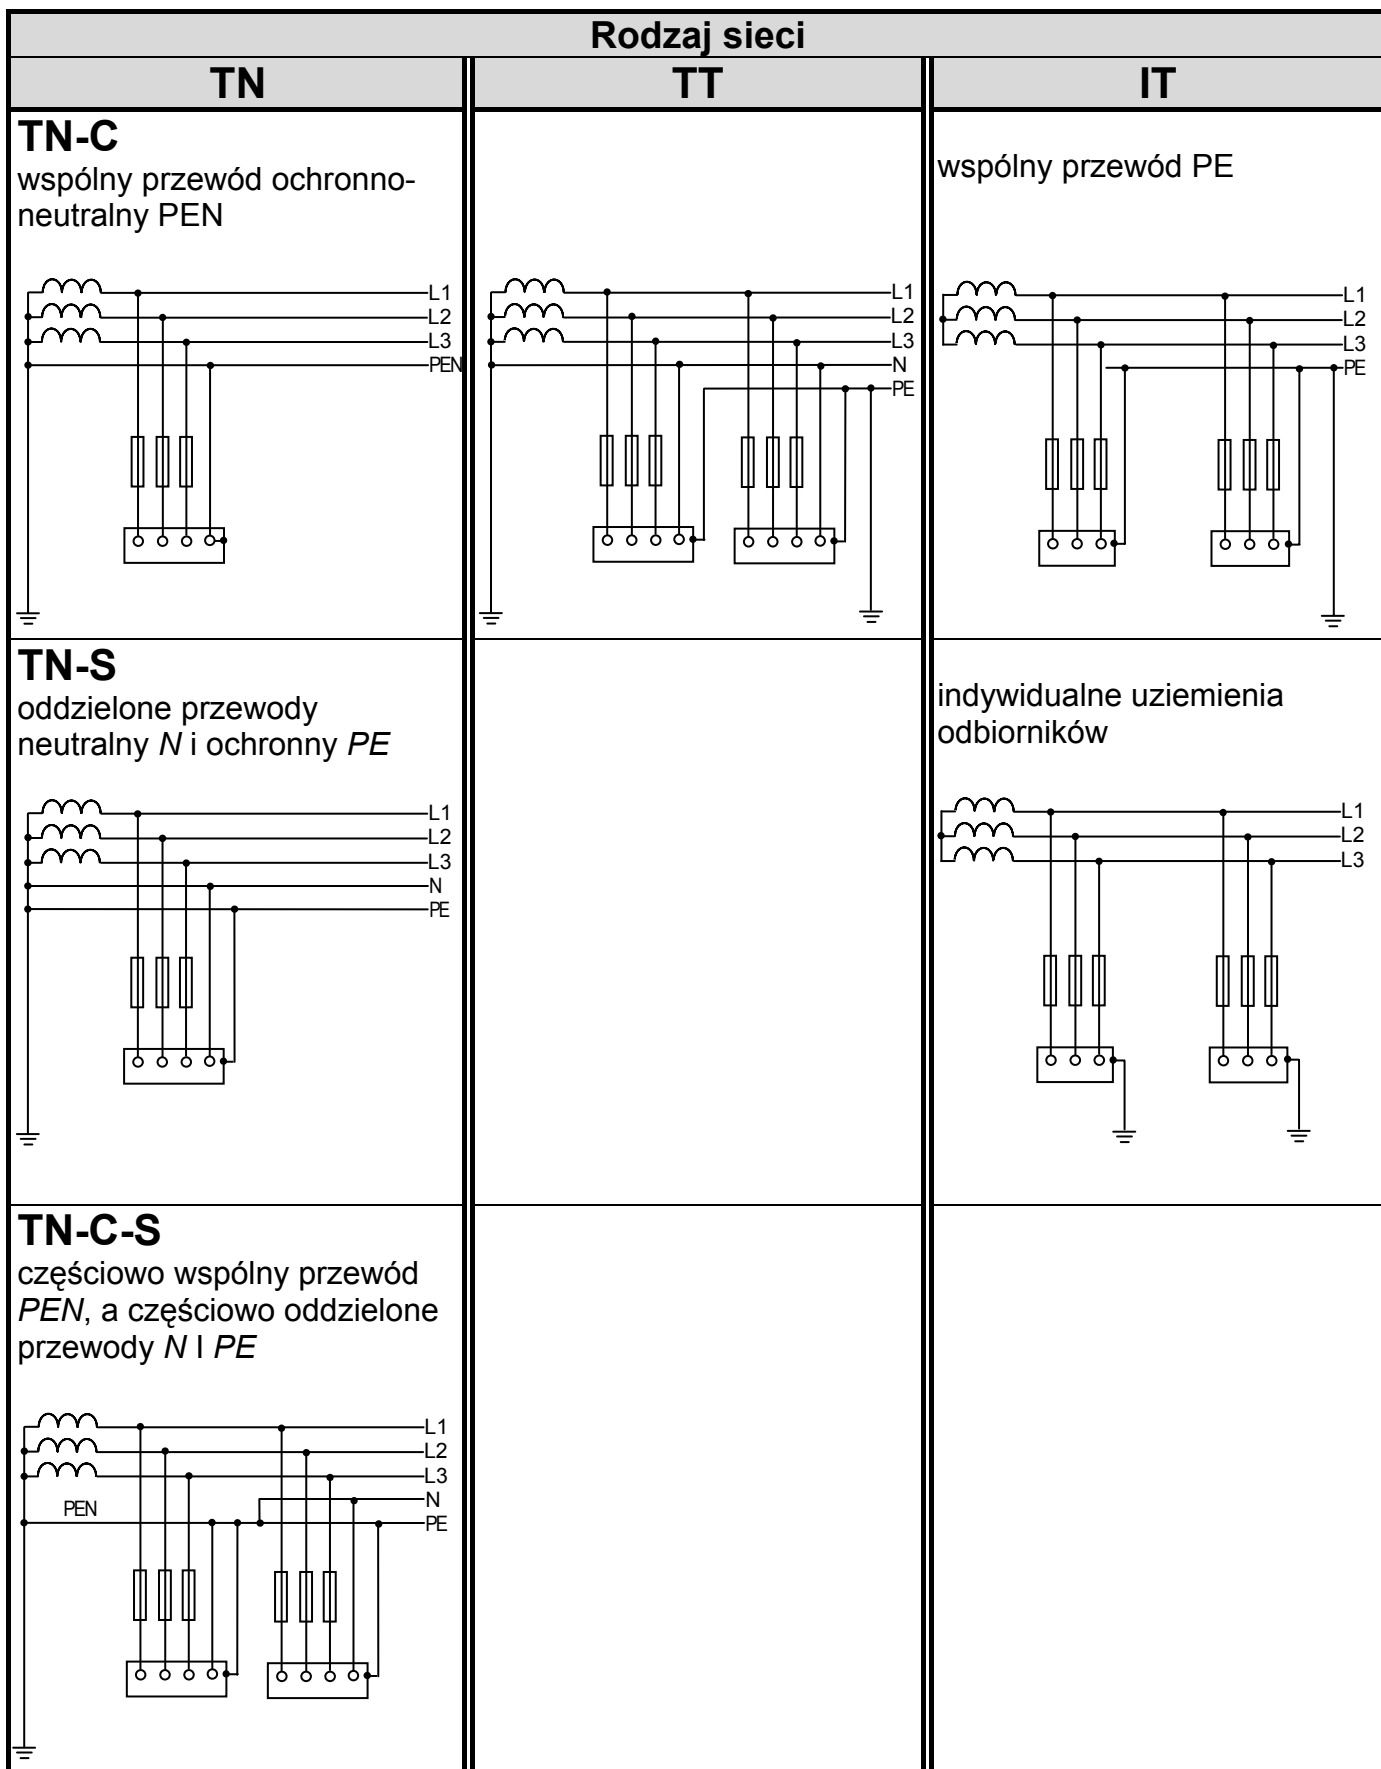 Rodzaj sieci
TN
TT
IT
TN-C
wspólny przewód ochronno-
neutralny PEN
L1
L2
L3
PEN
L1
L2
L3
N
PE
wspólny przewód PE
L1
L2
L3
PE
TN-S
oddzielone przewody
neutralny N i ochronny PE
L1
L2
L3
N
PE
indywidualne uziemienia
odbiorników
L1
L2
L3
TN-C-S
częściowo wspólny przewód
PEN, a częściowo oddzielone
przewody N I PE
L1
L2
L3
N
PEN
PE